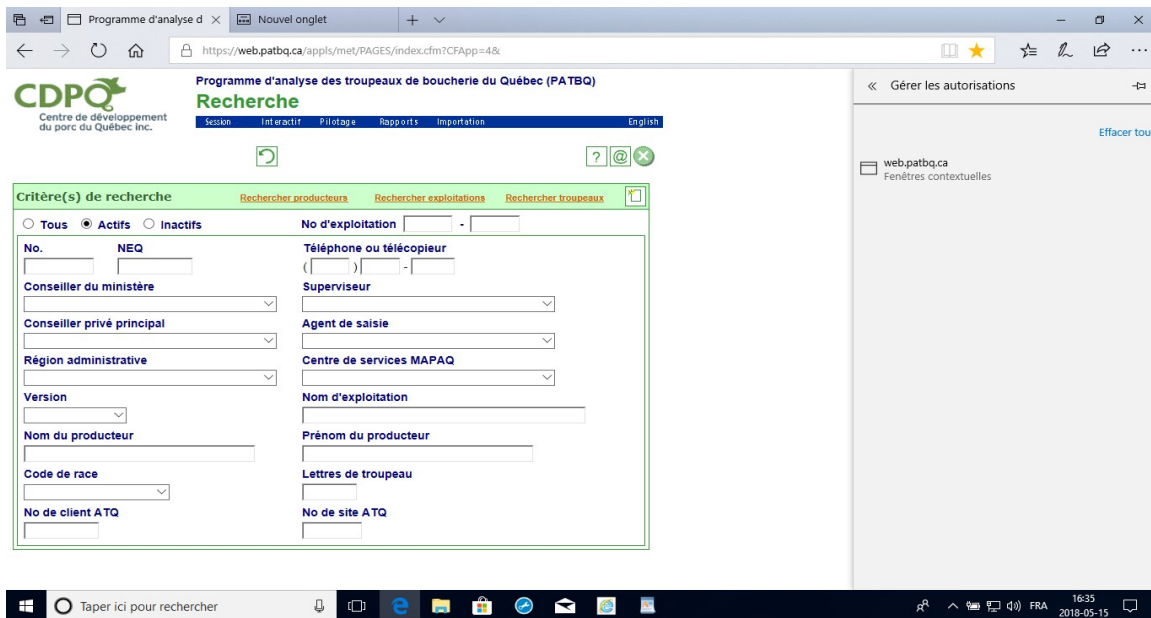 Programme d'analyse d
Nouvel onglet
https://web.patbq.ca/appls/met/PAGES/index.cfm?CFApp=4&
CDPQ
Centre de développement
du porc du Québec inc.
Programme d'analyse des troupeaux de boucherie du Québec (PATBQ)
Recherche
Session Interactif Pilotage Rapports Importation English
? @
Critère(s) de recherche Rechercher producteurs Rechercher exploitations Rechercher troupeaux
Tous Actifs Inactifs No d'exploitation -
No. NEQ Téléphone ou télécopieur
( ) -
Conseiller du ministère Superviseur
Conseiller privé principal Agent de saisie
Région administrative Centre de services MAPAQ
Version Nom d'exploitation
Nom du producteur Prénom du producteur
Code de race Lettres de troupeau
No de client ATQ No de site ATQ
Gérer les autorisations
Effacer tou
web.patbq.ca
Fenêtres contextuelles
Taper ici pour rechercher
FRA
16:35
2018-05-15